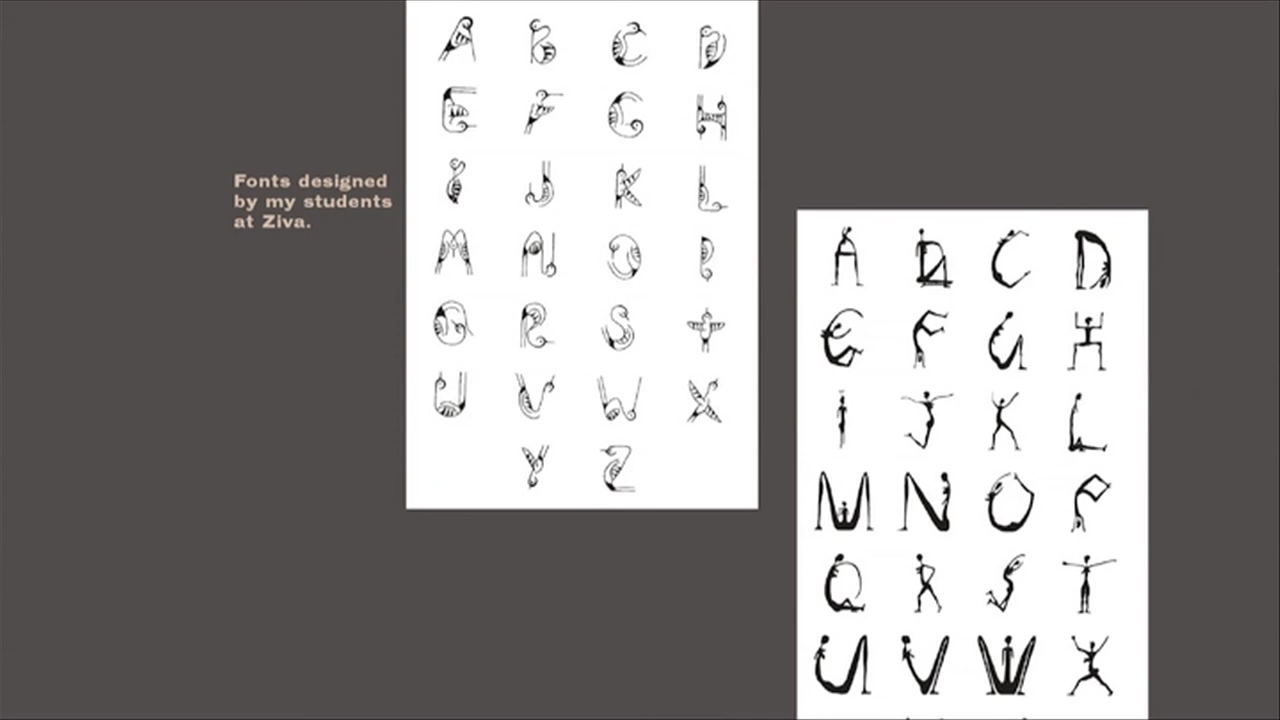 Fonts designed
by my students
at Ziva.
A B C D
E F G H
I J K L
M N O P
Q R S T
U V W X
Y Z
A B C D
E F G H
I J K L
M N O P
Q R S T
U V W X